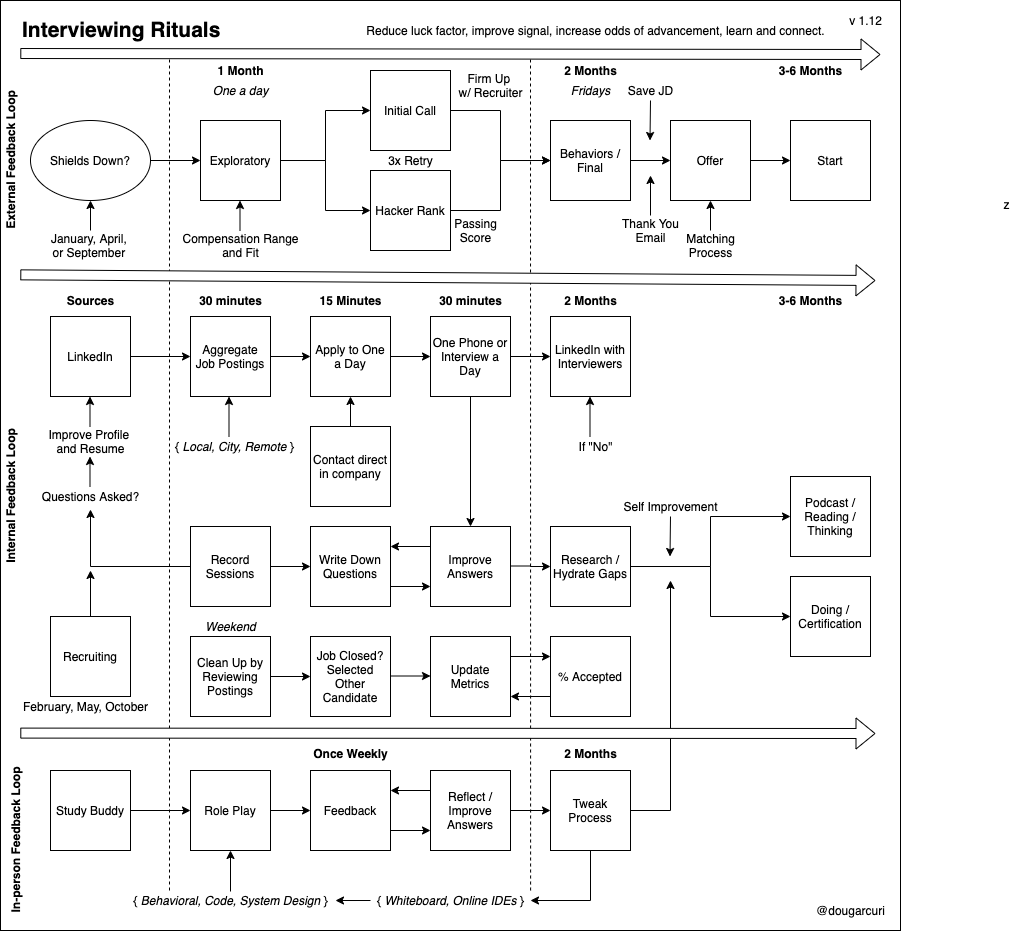 v 1.12
Interviewing Rituals
Reduce luck factor, improve signal, increase odds of advancement, learn and connect.
External Feedback Loop
1 Month
One a day
Firm Up
w/ Recruiter
2 Months
Fridays
Save JD
3-6 Months
Shields Down?
Exploratory
Initial Call
3x Retry
Hacker Rank
Passing
Score
Behaviors /
Final
Offer
Start
z
January, April,
or September
Compensation Range
and Fit
Thank You
Email
Matching
Process
Internal Feedback Loop
Sources
30 minutes
15 Minutes
30 minutes
2 Months
3-6 Months
LinkedIn
Aggregate
Job Postings
Apply to One
a Day
One Phone or
Interview a
Day
LinkedIn with
Interviewers
Improve Profile
and Resume
{ Local, City, Remote }
Contact direct
in company
If "No"
Questions Asked?
Self Improvement
Podcast /
Reading /
Thinking
Record
Sessions
Write Down
Questions
Improve
Answers
Research /
Hydrate Gaps
Doing /
Certification
Recruiting
February, May, October
Weekend
Clean Up by
Reviewing
Postings
Job Closed?
Selected
Other
Candidate
Update
Metrics
% Accepted
In-person Feedback Loop
Once Weekly
2 Months
Study Buddy
Role Play
Feedback
Reflect /
Improve
Answers
Tweak
Process
{ Behavioral, Code, System Design }
{ Whiteboard, Online IDEs }
@dougarcuri